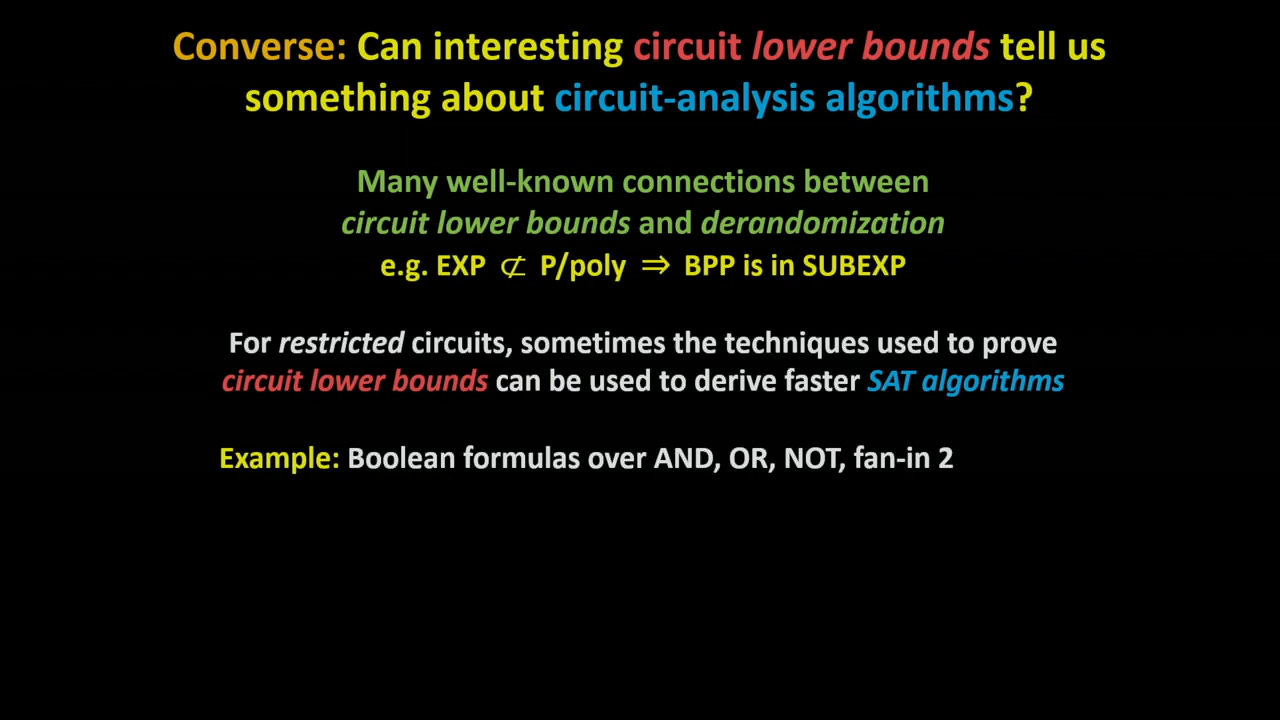 Converse: Can interesting circuit lower bounds tell us
something about circuit-analysis algorithms?
Many well-known connections between
circuit lower bounds and derandomization
e.g. EXP ⊄ P/poly ⇒ BPP is in SUBEXP
For restricted circuits, sometimes the techniques used to prove
circuit lower bounds can be used to derive faster SAT algorithms
Example: Boolean formulas over AND, OR, NOT, fan-in 2